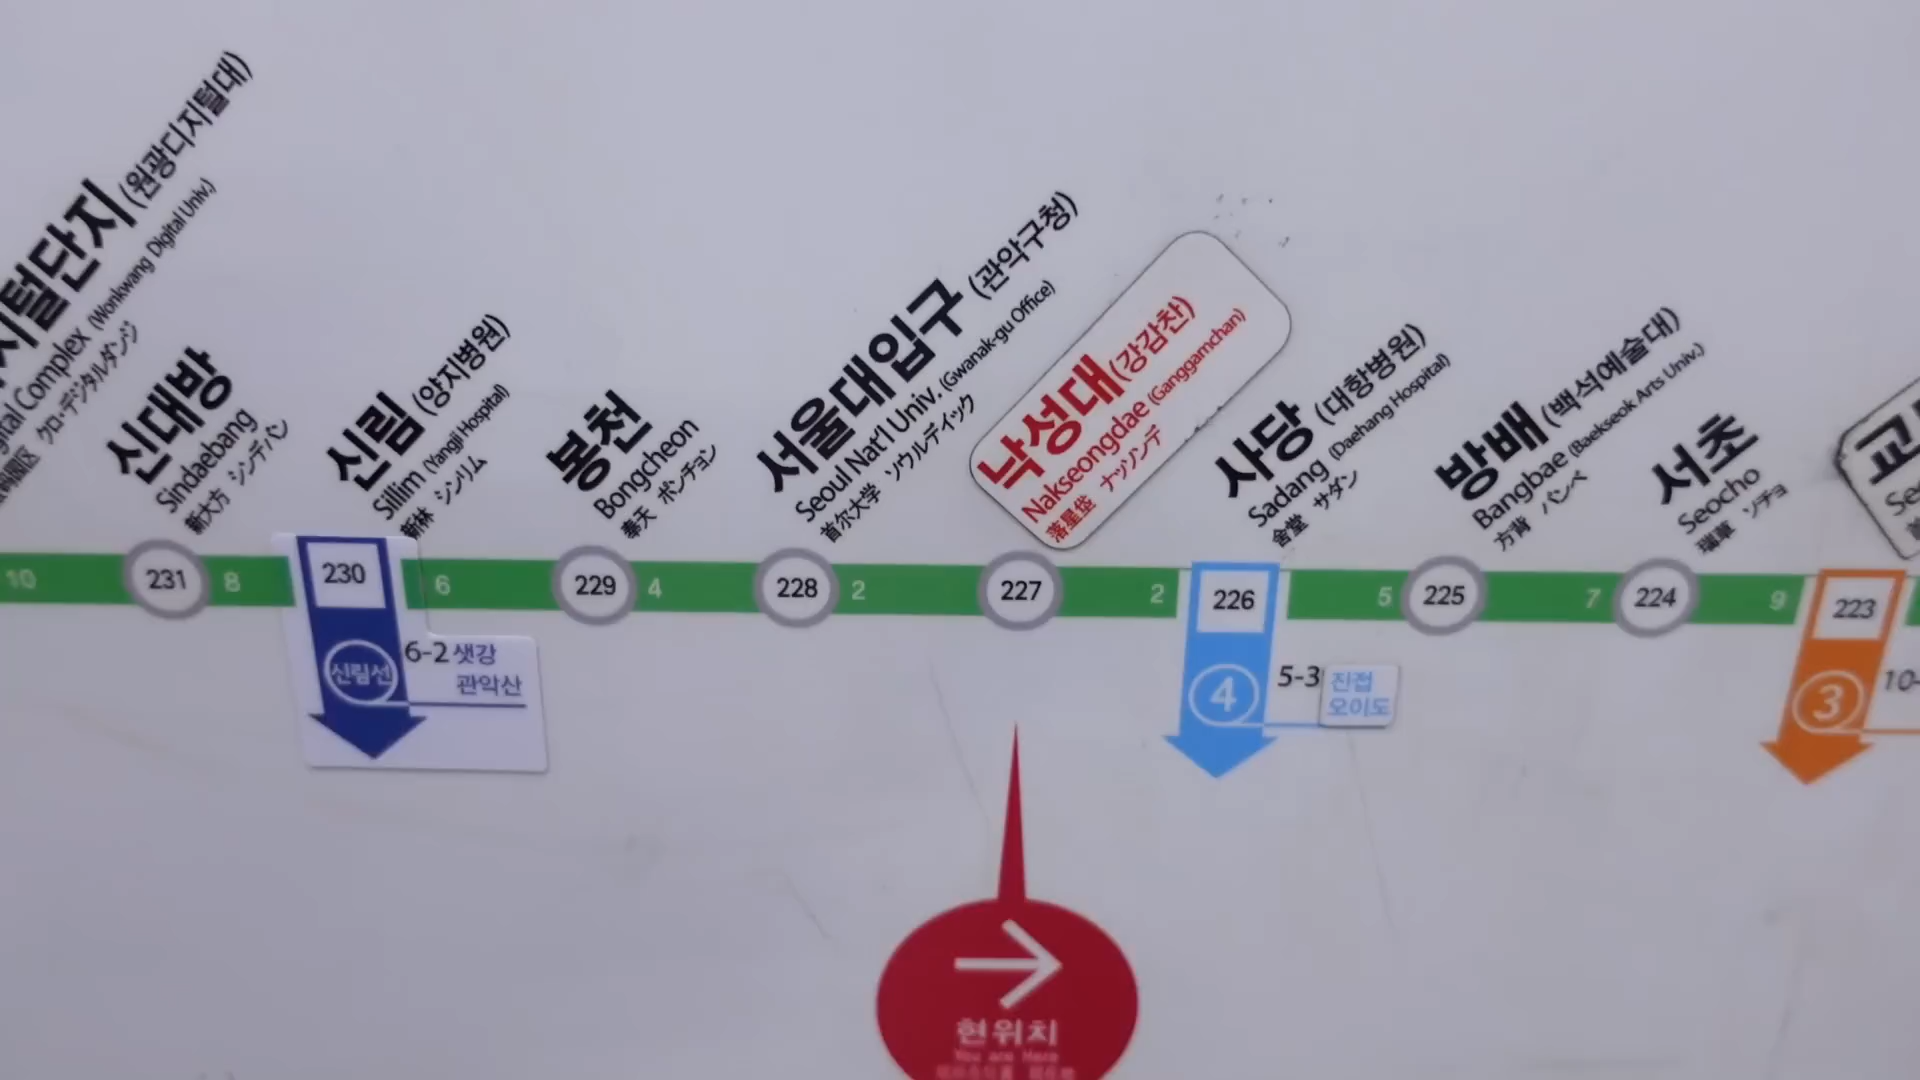 털단지 (원광디지털대)
Complex (Wonkwang Digital Univ.)
グロ·デジタルダンジ
신대방
Sindaebang
新大方 シンデバン
신림 (양지병원)
Sillim (Yangji Hospital)
新林 シンリム
봉천
Bongcheon
奉天 ポンチョン
서울대입구 (관악구청)
Seoul Nat'l Univ. (Gwanak-gu Office)
首尔大学 ソウルデイック
낙성대(강감찬)
Nakseongdae (Ganggamchan)
落星垈 ナッソンデ
사당 (대항병원)
Sadang (Daehang Hospital)
舍堂 サダン
방배 (백석예술대)
Bangbae (Baekseok Arts Univ.)
方背 バンベ
서초
Seocho
瑞草 ソチョ
10 231 8 230 6 229 4 228 2 227 2 226 5 225 7 224 9 223
신림선
6-2 샛강
관악산
4
5-3 진접
오이도
3
10-
현위치
You are Here